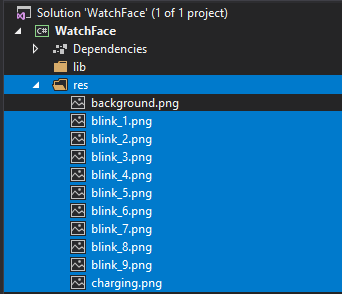 Solution 'WatchFace' (1 of 1 project)
C# WatchFace
Dependencies
lib
res
background.png
blink_1.png
blink_2.png
blink_3.png
blink_4.png
blink_5.png
blink_6.png
blink_7.png
blink_8.png
blink_9.png
charging.png